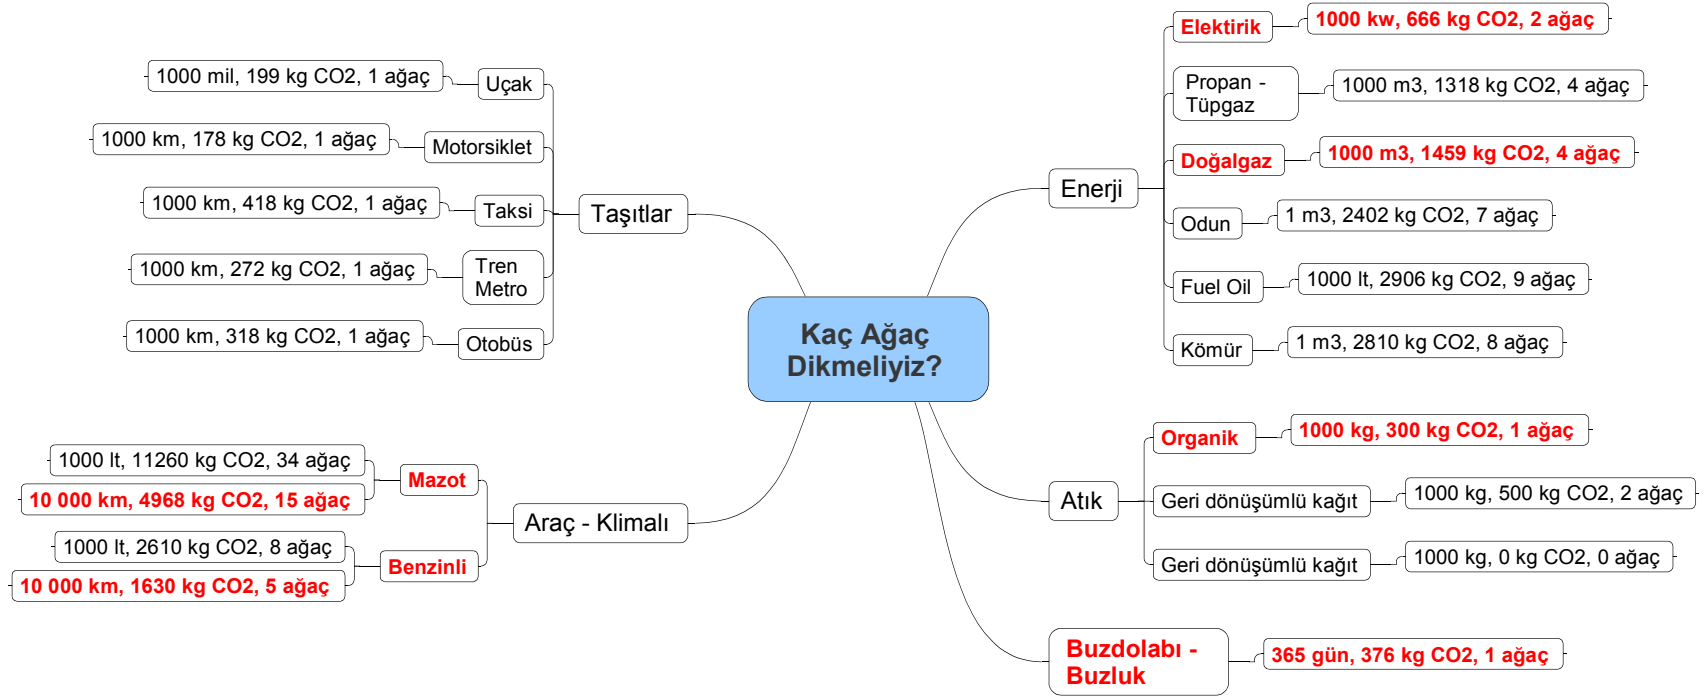 Kaç Ağaç
Dikmeliyiz?
Taşıtlar
Uçak
1000 mil, 199 kg CO2, 1 ağaç
Motorsiklet
1000 km, 178 kg CO2, 1 ağaç
Taksi
1000 km, 418 kg CO2, 1 ağaç
Tren
Metro
1000 km, 272 kg CO2, 1 ağaç
Otobüs
1000 km, 318 kg CO2, 1 ağaç
Araç - Klimalı
Mazot
1000 lt, 11260 kg CO2, 34 ağaç
10 000 km, 4968 kg CO2, 15 ağaç
Benzinli
1000 lt, 2610 kg CO2, 8 ağaç
10 000 km, 1630 kg CO2, 5 ağaç
Enerji
Elektirik
1000 kw, 666 kg CO2, 2 ağaç
Propan -
Tüpgaz
1000 m3, 1318 kg CO2, 4 ağaç
Doğalgaz
1000 m3, 1459 kg CO2, 4 ağaç
Odun
1 m3, 2402 kg CO2, 7 ağaç
Fuel Oil
1000 lt, 2906 kg CO2, 9 ağaç
Kömür
1 m3, 2810 kg CO2, 8 ağaç
Atık
Organik
1000 kg, 300 kg CO2, 1 ağaç
Geri dönüşümlü kağıt
1000 kg, 500 kg CO2, 2 ağaç
Geri dönüşümlü kağıt
1000 kg, 0 kg CO2, 0 ağaç
Buzdolabı -
Buzluk
365 gün, 376 kg CO2, 1 ağaç